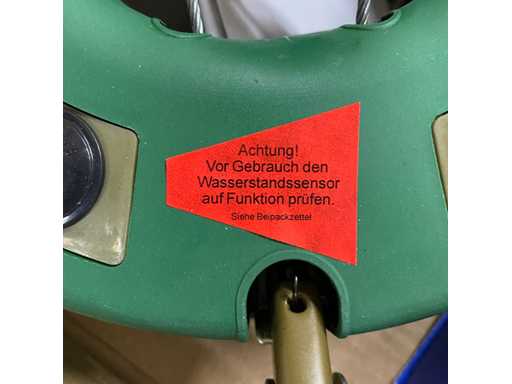 Achtung!
Vor Gebrauch den
Wasserstandssensor
auf Funktion prüfen.
Siehe Beipackzettel